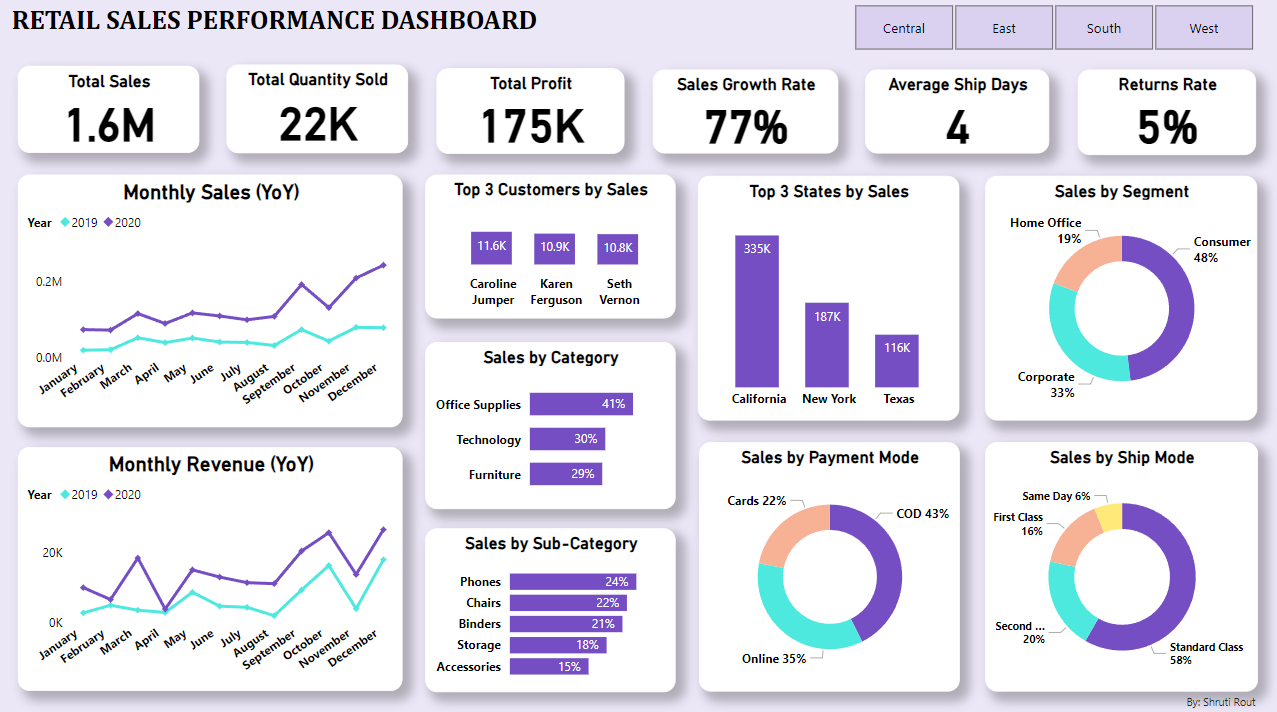 RETAIL SALES PERFORMANCE DASHBOARD
Central
East
South
West
Total Sales
1.6M
Total Quantity Sold
22K
Total Profit
175K
Sales Growth Rate
77%
Average Ship Days
4
Returns Rate
5%
Monthly Sales (YoY)
Year 2019 2020
0.2M
0.0M
January
February
March
April
May
June
July
August
September
October
November
December
Top 3 Customers by Sales
11.6K
10.9K
10.8K
Caroline
Jumper
Karen
Ferguson
Seth
Vernon
Top 3 States by Sales
335K
187K
116K
California
New York
Texas
Sales by Segment
Home Office
19%
Consumer
48%
Corporate
33%
Sales by Category
Office Supplies 41%
Technology 30%
Furniture 29%
Monthly Revenue (YoY)
Year 2019 2020
20K
0K
January
February
March
April
May
June
July
August
September
October
November
December
Sales by Sub-Category
Phones 24%
Chairs 22%
Binders 21%
Storage 18%
Accessories 15%
Sales by Payment Mode
Cards 22%
COD 43%
Online 35%
Sales by Ship Mode
Same Day 6%
First Class
16%
Second ...
20%
Standard Class
58%
By: Shruti Rout